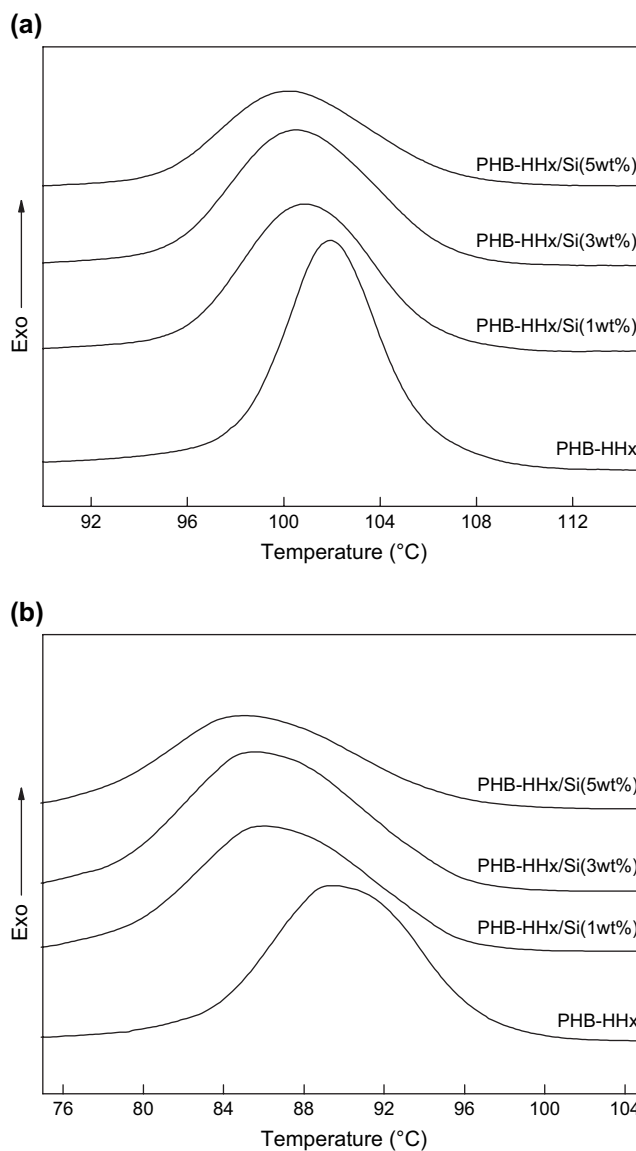 (a)
PHB-HHx/Si(5wt%)
PHB-HHx/Si(3wt%)
PHB-HHx/Si(1wt%)
PHB-HHx
Exo
92 96 100 104 108 112
Temperature (°C)
(b)
PHB-HHx/Si(5wt%)
PHB-HHx/Si(3wt%)
PHB-HHx/Si(1wt%)
PHB-HHx
Exo
76 80 84 88 92 96 100 104
Temperature (°C)